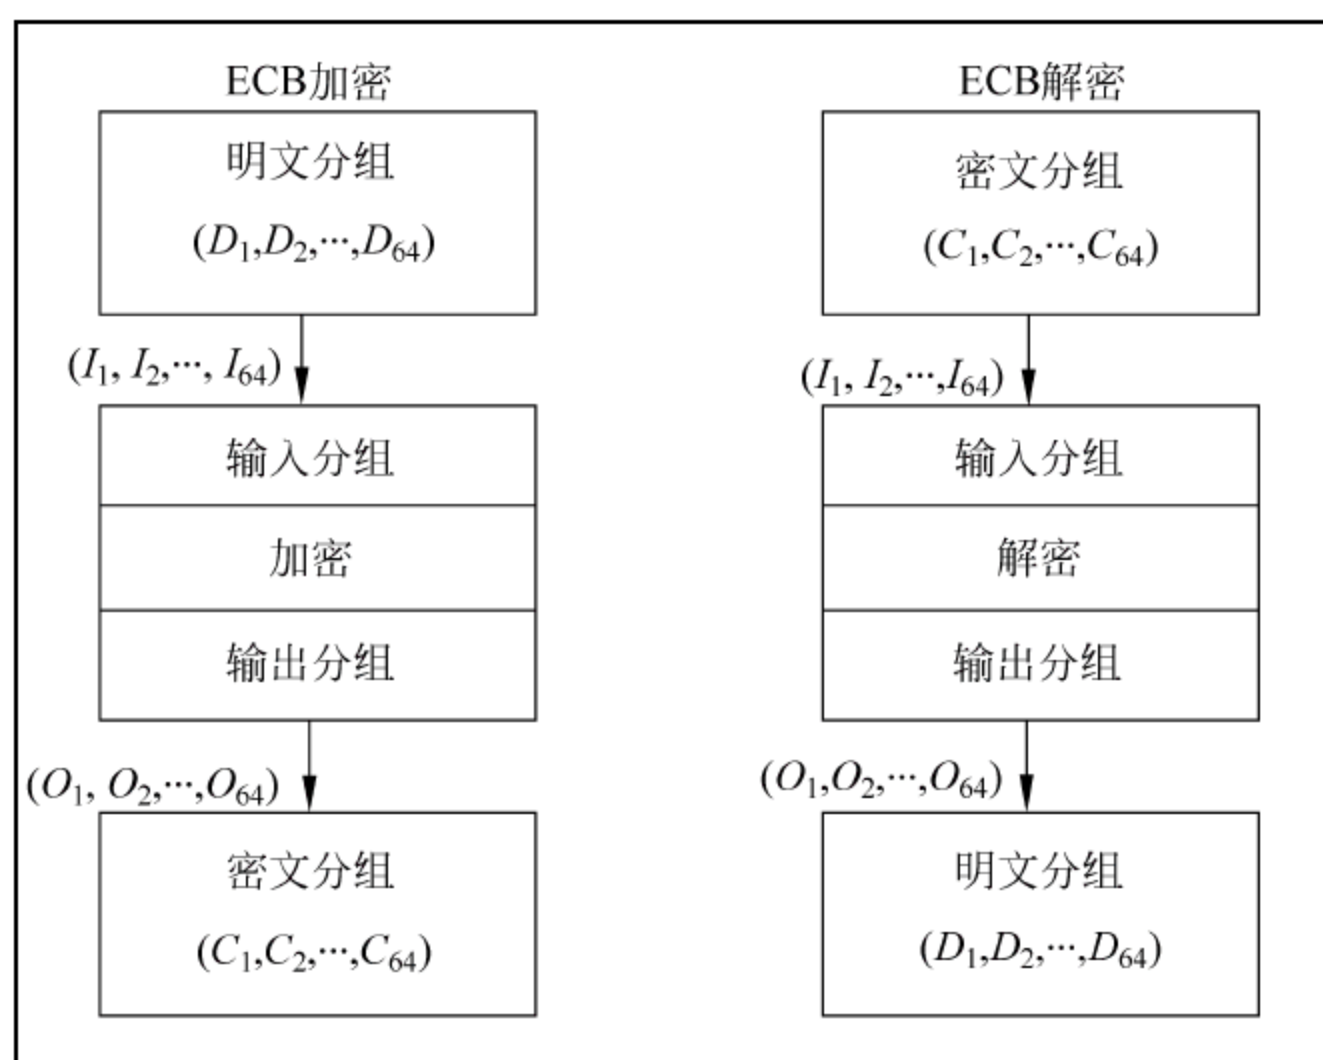 ECB加密
明文分组
(D₁,D₂,···,D₆₄)
(I₁, I₂,···, I₆₄)
输入分组
加密
输出分组
(O₁, O₂,···,O₆₄)
密文分组
(C₁,C₂,···,C₆₄)
ECB解密
密文分组
(C₁,C₂,···,C₆₄)
(I₁, I₂,···,I₆₄)
输入分组
解密
输出分组
(O₁,O₂,···,O₆₄)
明文分组
(D₁,D₂,···,D₆₄)